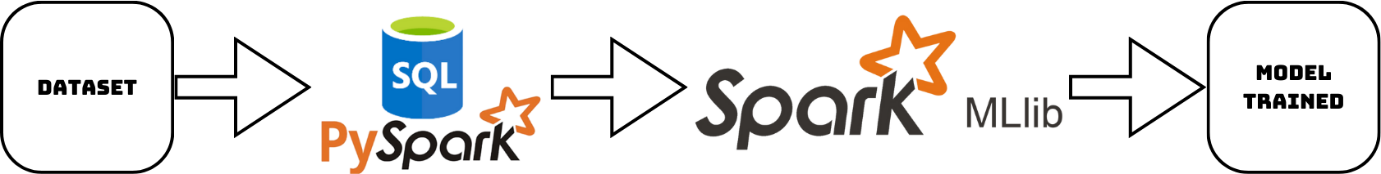 DATASET
SQL
PySpark
Spark MLlib
MODEL
TRAINED